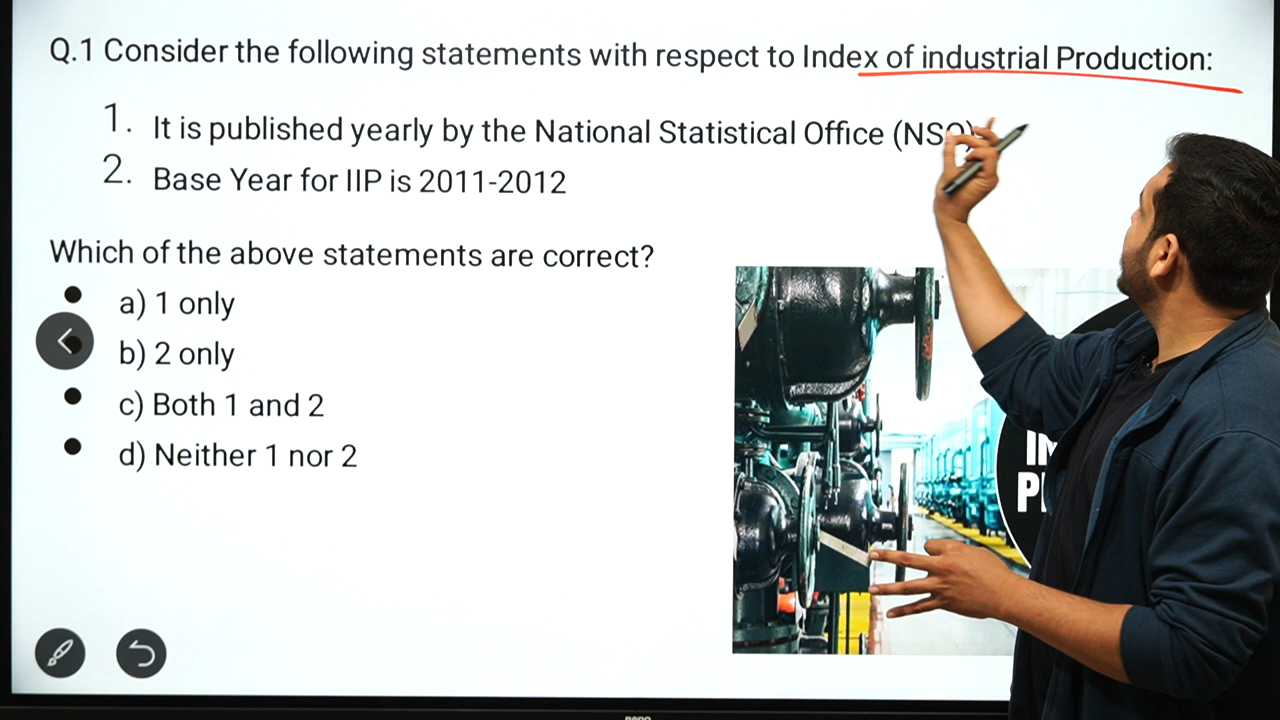 Q.1 Consider the following statements with respect to Index of industrial Production:
1. It is published yearly by the National Statistical Office (NSO)
2. Base Year for IIP is 2011-2012
Which of the above statements are correct?
a) 1 only
b) 2 only
c) Both 1 and 2
d) Neither 1 nor 2